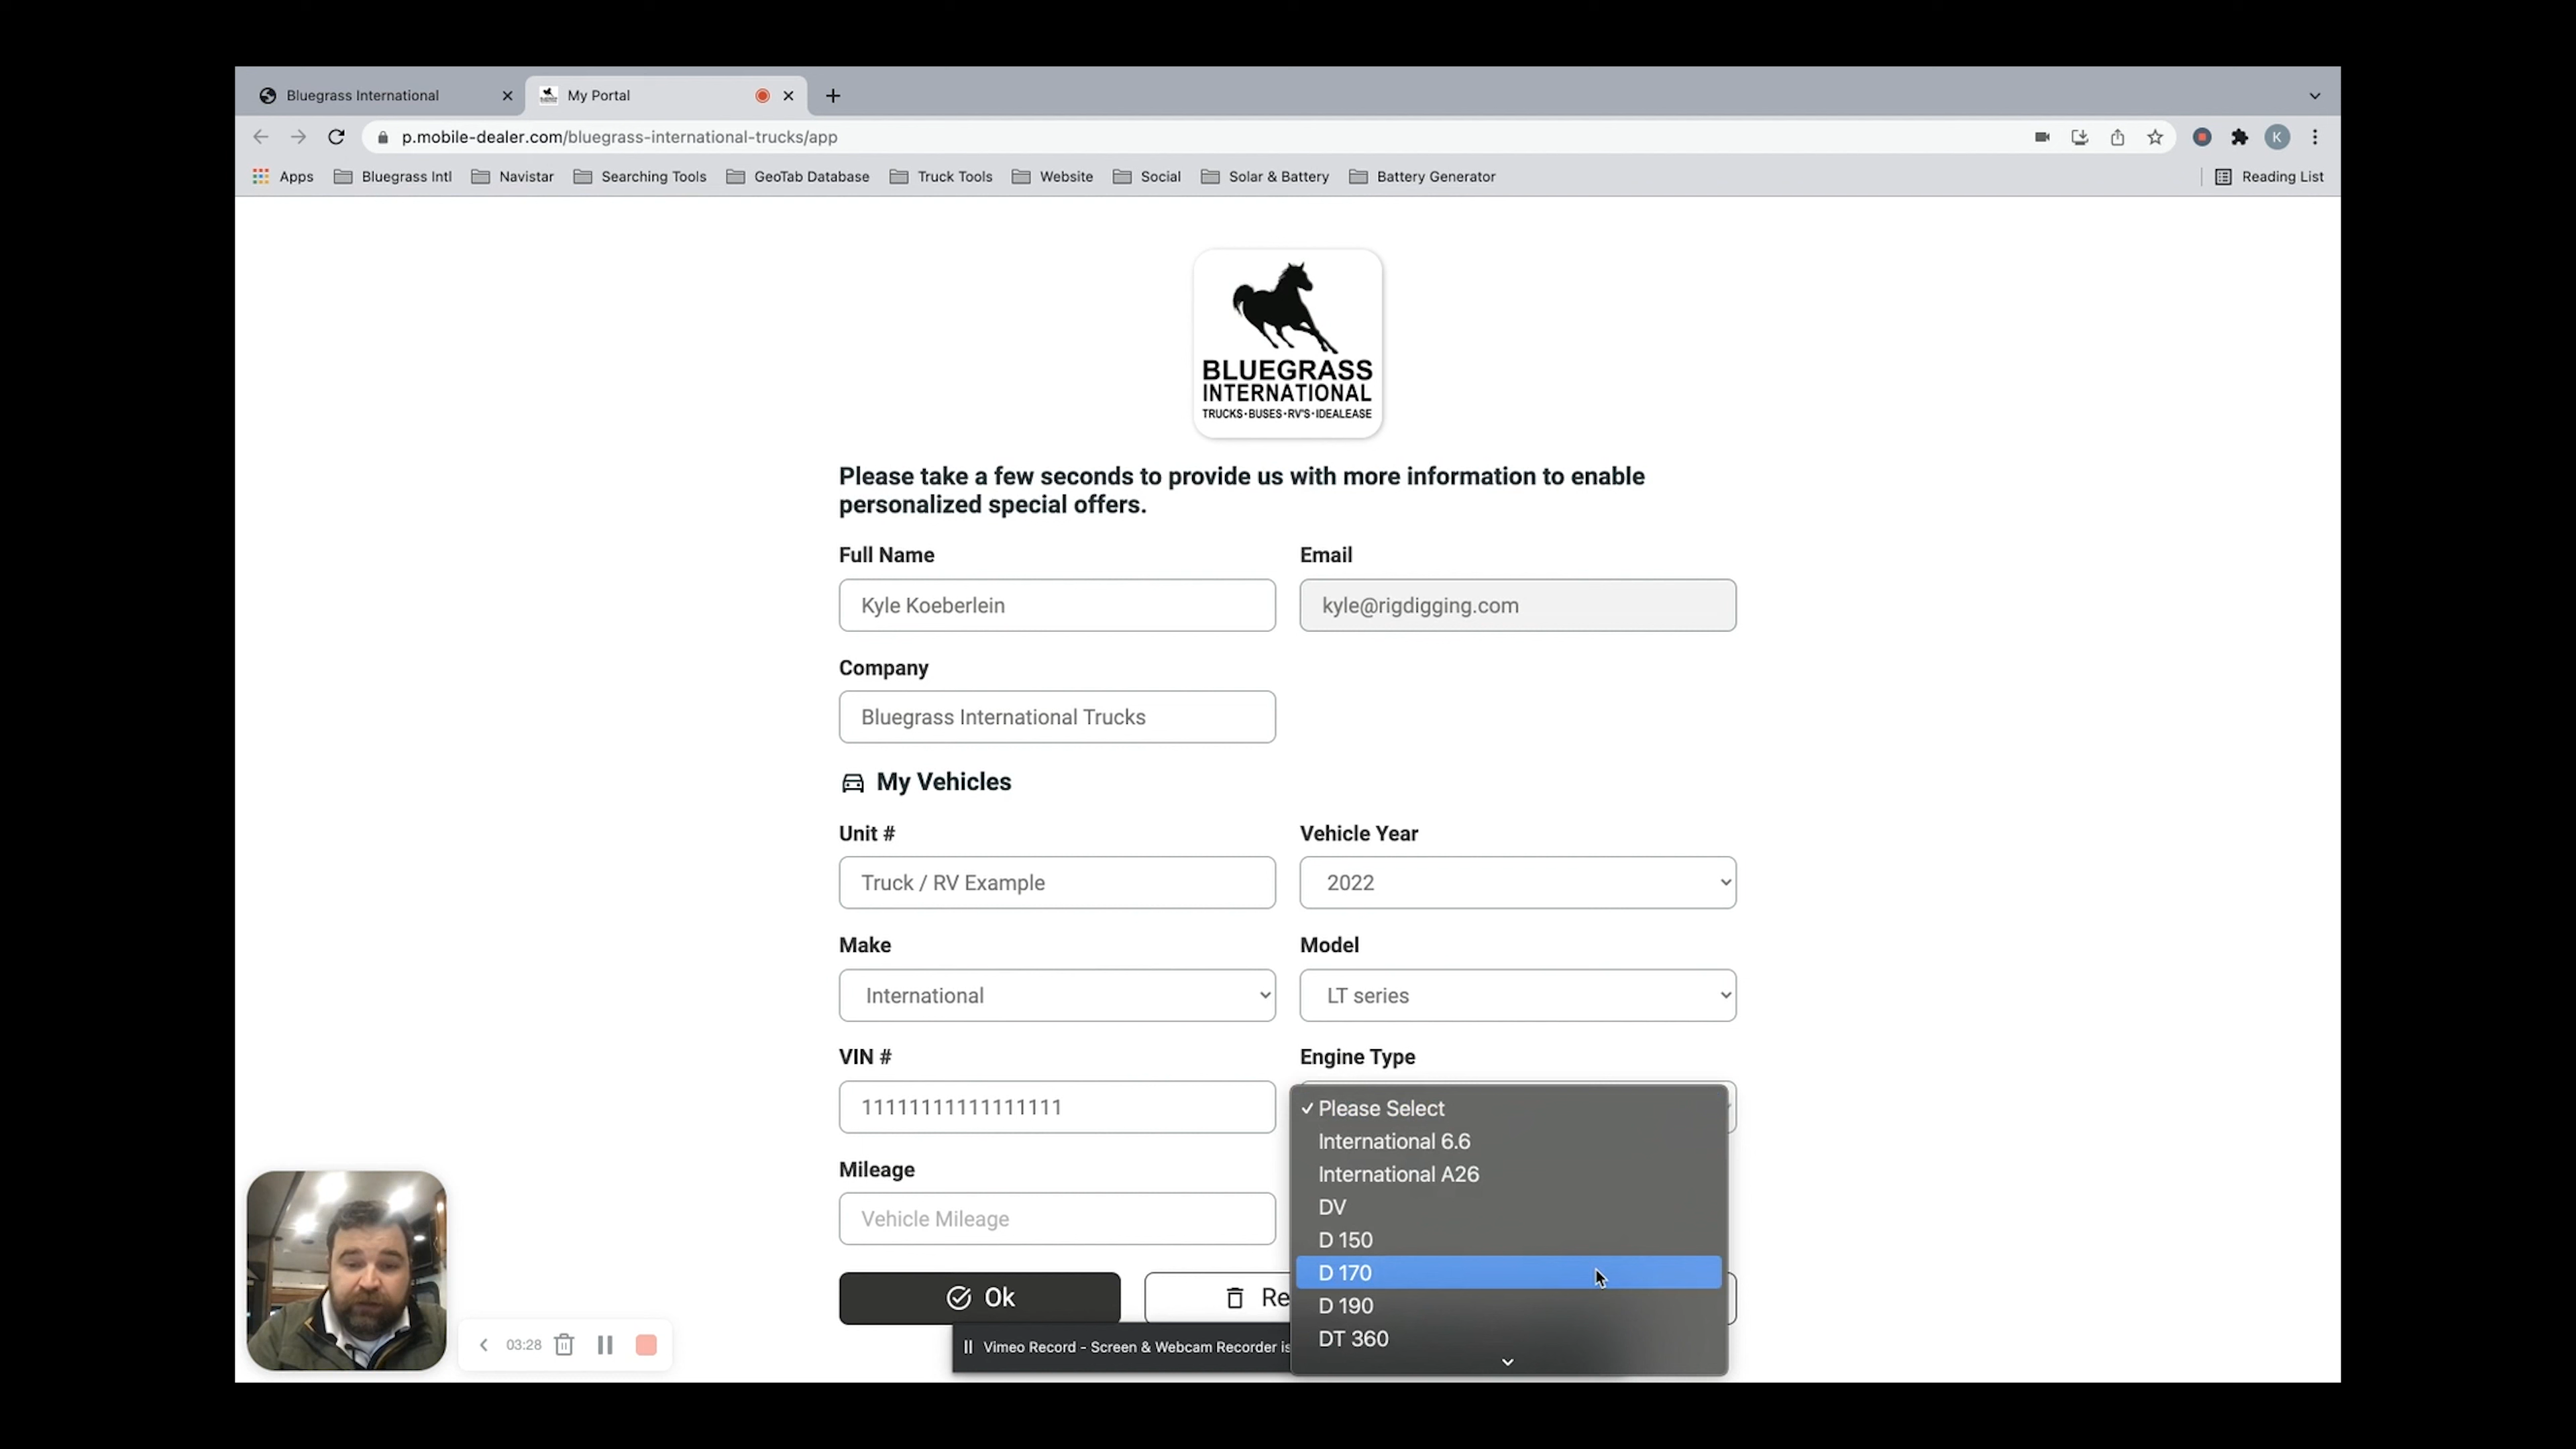 Bluegrass International
My Portal
p.mobile-dealer.com/bluegrass-international-trucks/app
K
Apps
Bluegrass Intl
Navistar
Searching Tools
GeoTab Database
Truck Tools
Website
Social
Solar & Battery
Battery Generator
Reading List
BLUEGRASS
INTERNATIONAL
TRUCKS•BUSES•RV'S•IDEALEASE
Please take a few seconds to provide us with more information to enable
personalized special offers.
Full Name
Email
Kyle Koeberlein
kyle@rigdigging.com
Company
Bluegrass International Trucks
My Vehicles
Unit #
Vehicle Year
Truck / RV Example
2022
Make
Model
International
LT series
VIN #
Engine Type
11111111111111111
Please Select
International 6.6
International A26
DV
D 150
D 170
D 190
DT 360
Mileage
Vehicle Mileage
Ok
Re
03:28
Vimeo Record - Screen & Webcam Recorder is